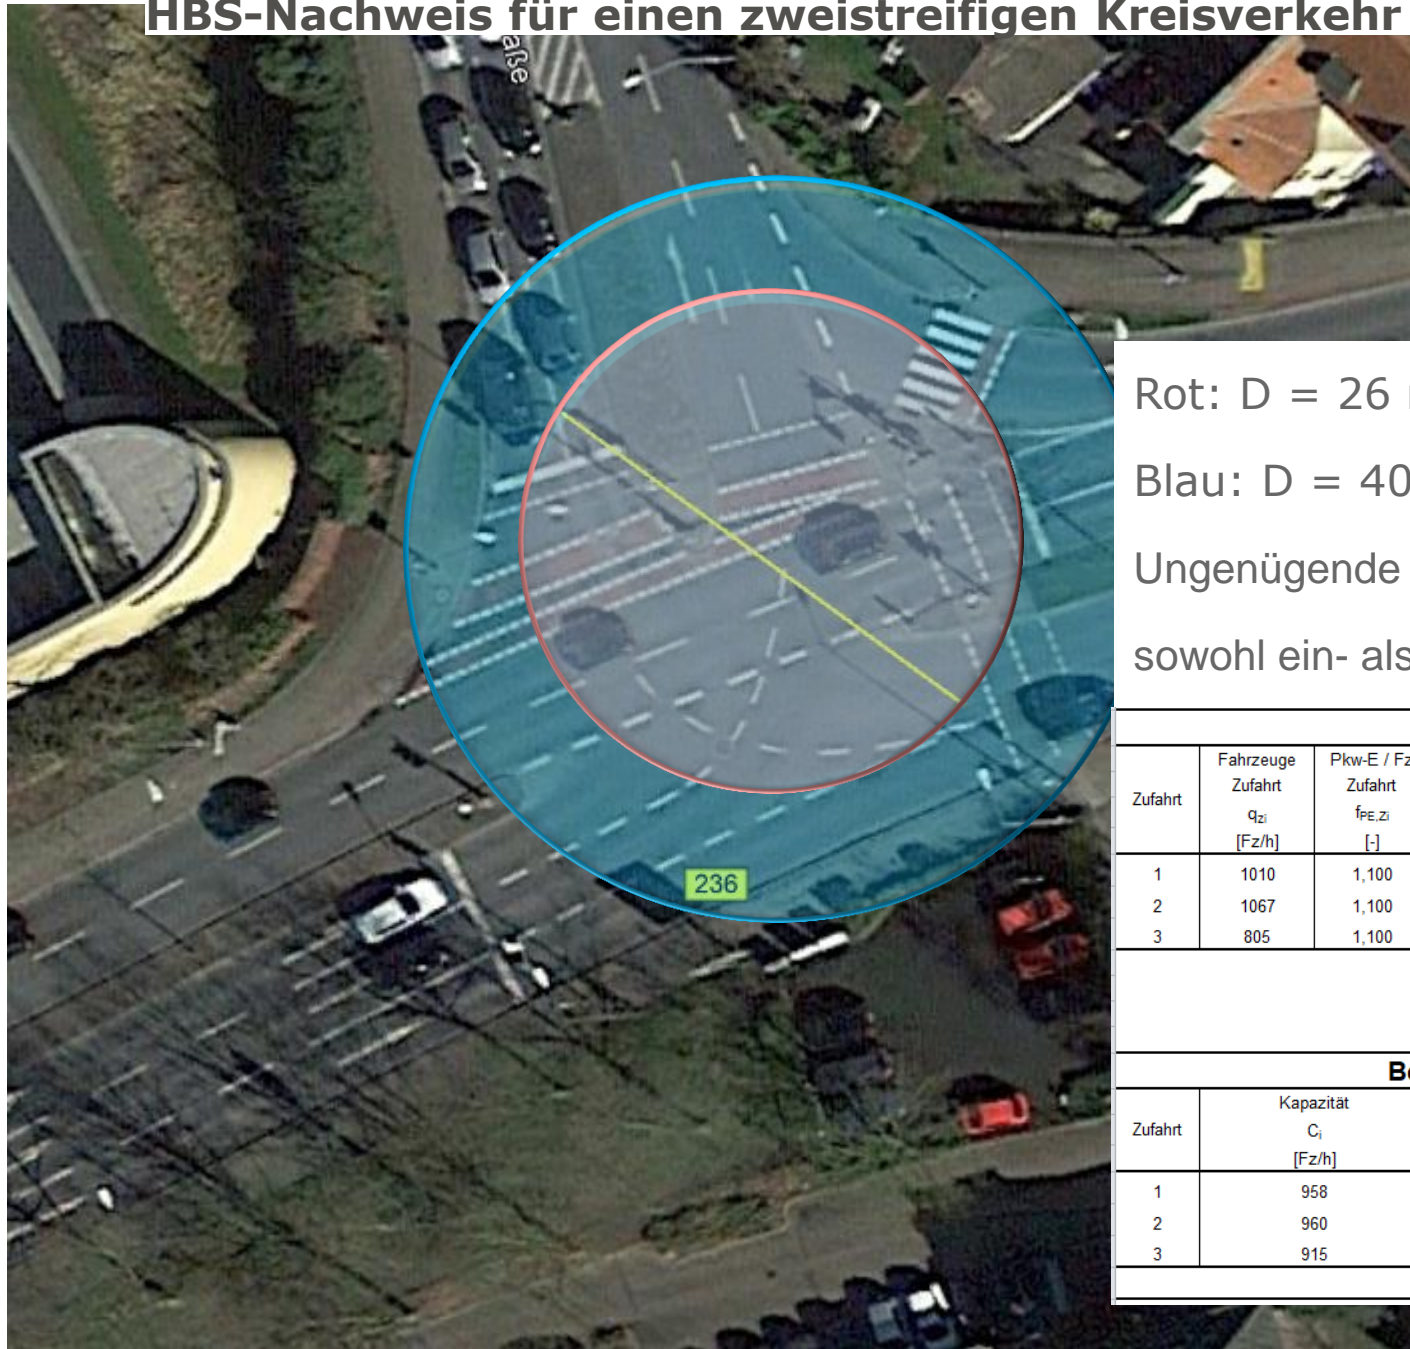 HBS-Nachweis für einen zweistreifigen Kreisverkehr
aße
Rot: D = 26
Blau: D = 40
Ungenügende
sowohl ein- als
236
Zufahrt | Fahrzeuge Zufahrt qzi [Fz/h] | Pkw-E / Fz Zufahrt fPE,Zi [-]
1 1010 1,100
2 1067 1,100
3 805 1,100
Be
Zufahrt | Kapazität Ci [Fz/h]
1 958
2 960
3 915